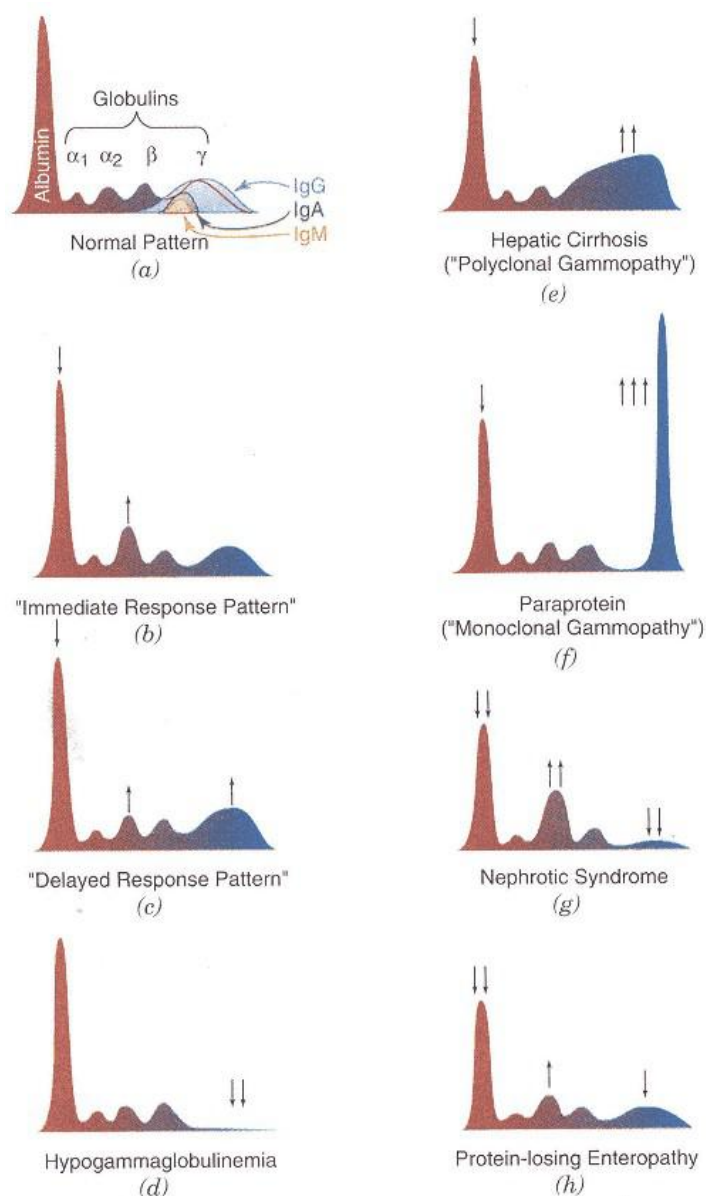 Albumin
Globulins
α1 α2 β γ
IgG
IgA
IgM
Normal Pattern
(a)
"Immediate Response Pattern"
(b)
"Delayed Response Pattern"
(c)
Hypogammaglobulinemia
(d)
Hepatic Cirrhosis
("Polyclonal Gammopathy")
(e)
Paraprotein
("Monoclonal Gammopathy")
(f)
Nephrotic Syndrome
(g)
Protein-losing Enteropathy
(h)